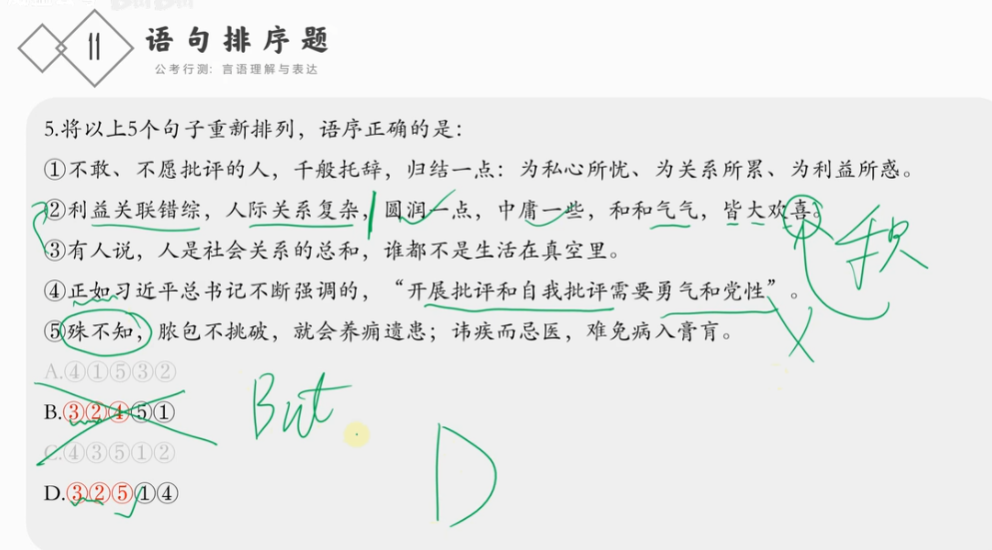 11 语句排序题
公考行测：言语理解与表达
5.将以上5个句子重新排列，语序正确的是：
①不敢、不愿批评的人，千般托辞，归结一点：为私心所忧、为关系所累、为利益所惑。
②利益关联错综，人际关系复杂，圆润一点，中庸一些，和和气气，皆大欢喜。
③有人说，人是社会关系的总和，谁都不是生活在真空里。
④正如习近平总书记不断强调的，“开展批评和自我批评需要勇气和党性”。
⑤殊不知，脓包不挑破，就会养痈遗患；讳疾而忌医，难免病入膏肓。
A.④①⑤③②
B.③②④⑤①
C.④③⑤①②
D.③②⑤①④
But
D